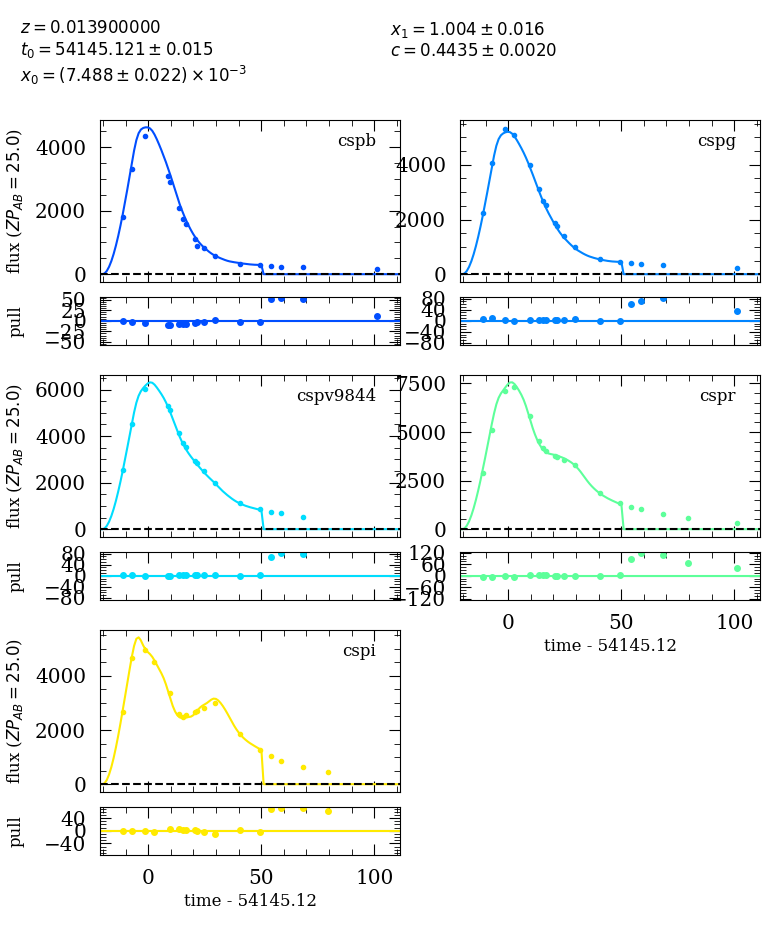 z = 0.013900000
t₀ = 54145.121 ± 0.015
x₀ = (7.488 ± 0.022) × 10⁻³
x₁ = 1.004 ± 0.016
c = 0.4435 ± 0.0020
flux (ZP_AB = 25.0)
4000
2000
0
cspb
4000
2000
0
cspg
pull
50
25
0
−25
−50
80
40
0
−40
−80
flux (ZP_AB = 25.0)
6000
4000
2000
0
cspv9844
7500
5000
2500
0
cspr
pull
80
40
0
−40
−80
120
60
0
−60
−120
0 50 100
time - 54145.12
flux (ZP_AB = 25.0)
4000
2000
0
cspi
pull
40
0
−40
0 50 100
time - 54145.12